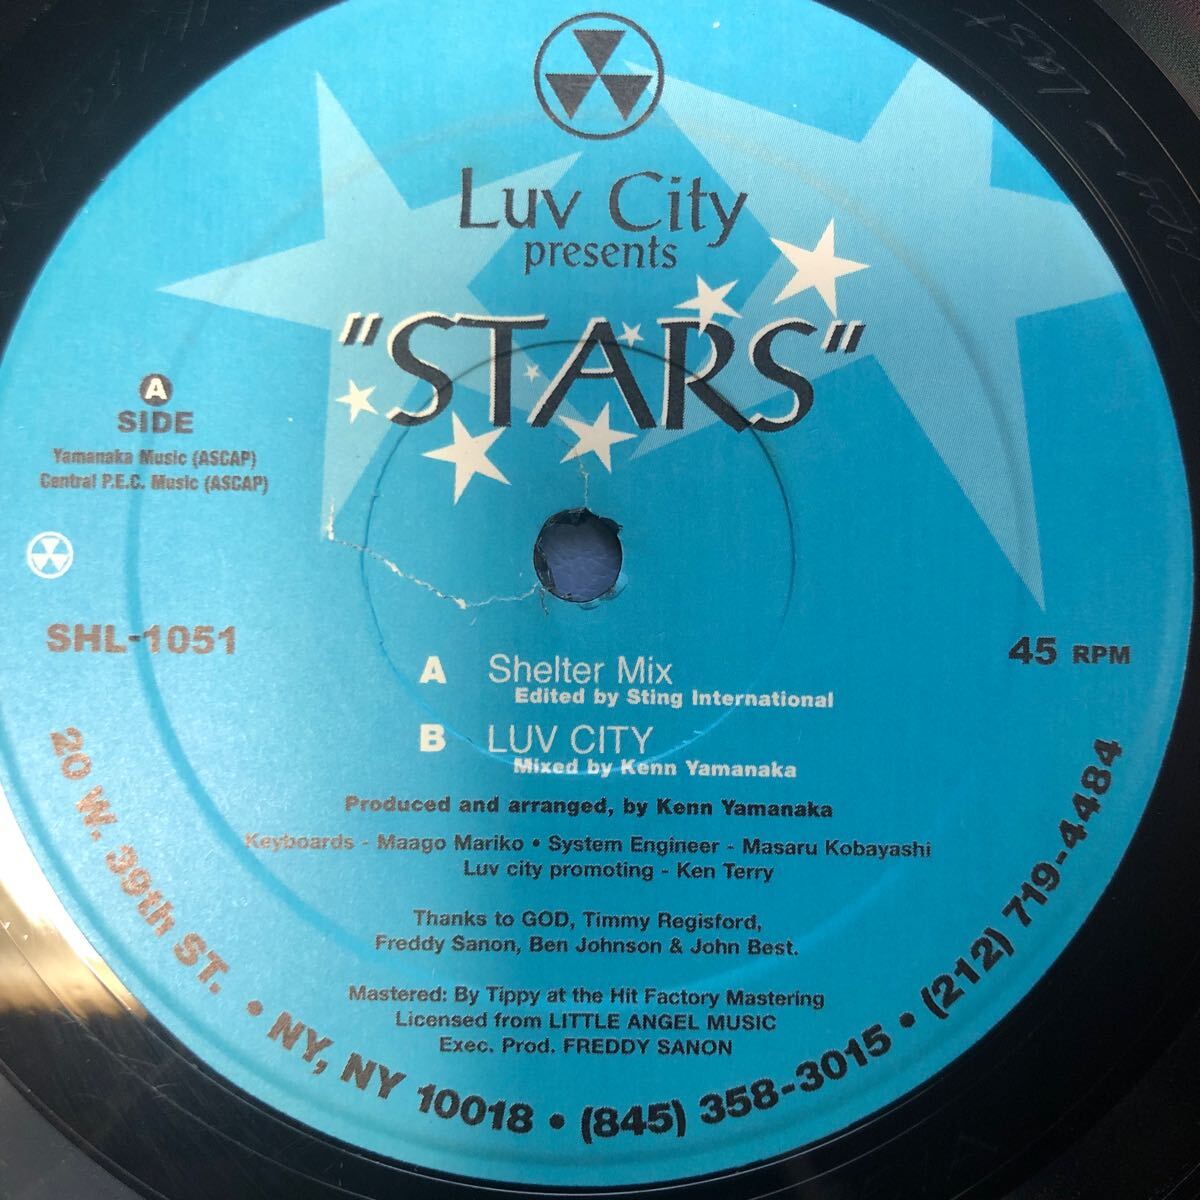 Luv City
presents
"STARS"
A
SIDE
Yamanaka Music (ASCAP)
Central P.E.C. Music (ASCAP)
SHL-1051
45 RPM
A Shelter Mix
Edited by Sting International
B LUV CITY
Mixed by Kenn Yamanaka
Produced and arranged, by Kenn Yamanaka
Keyboards - Maago Mariko • System Engineer - Masaru Kobayashi
Luv city promoting - Ken Terry
Thanks to GOD, Timmy Regisford,
Freddy Sanon, Ben Johnson & John Best.
Mastered: By Tippy at the Hit Factory Mastering
Licensed from LITTLE ANGEL MUSIC
Exec. Prod. FREDDY SANON
20 W. 39th ST. • NY, NY 10018 • (845) 358-3015 • (212) 719-4484